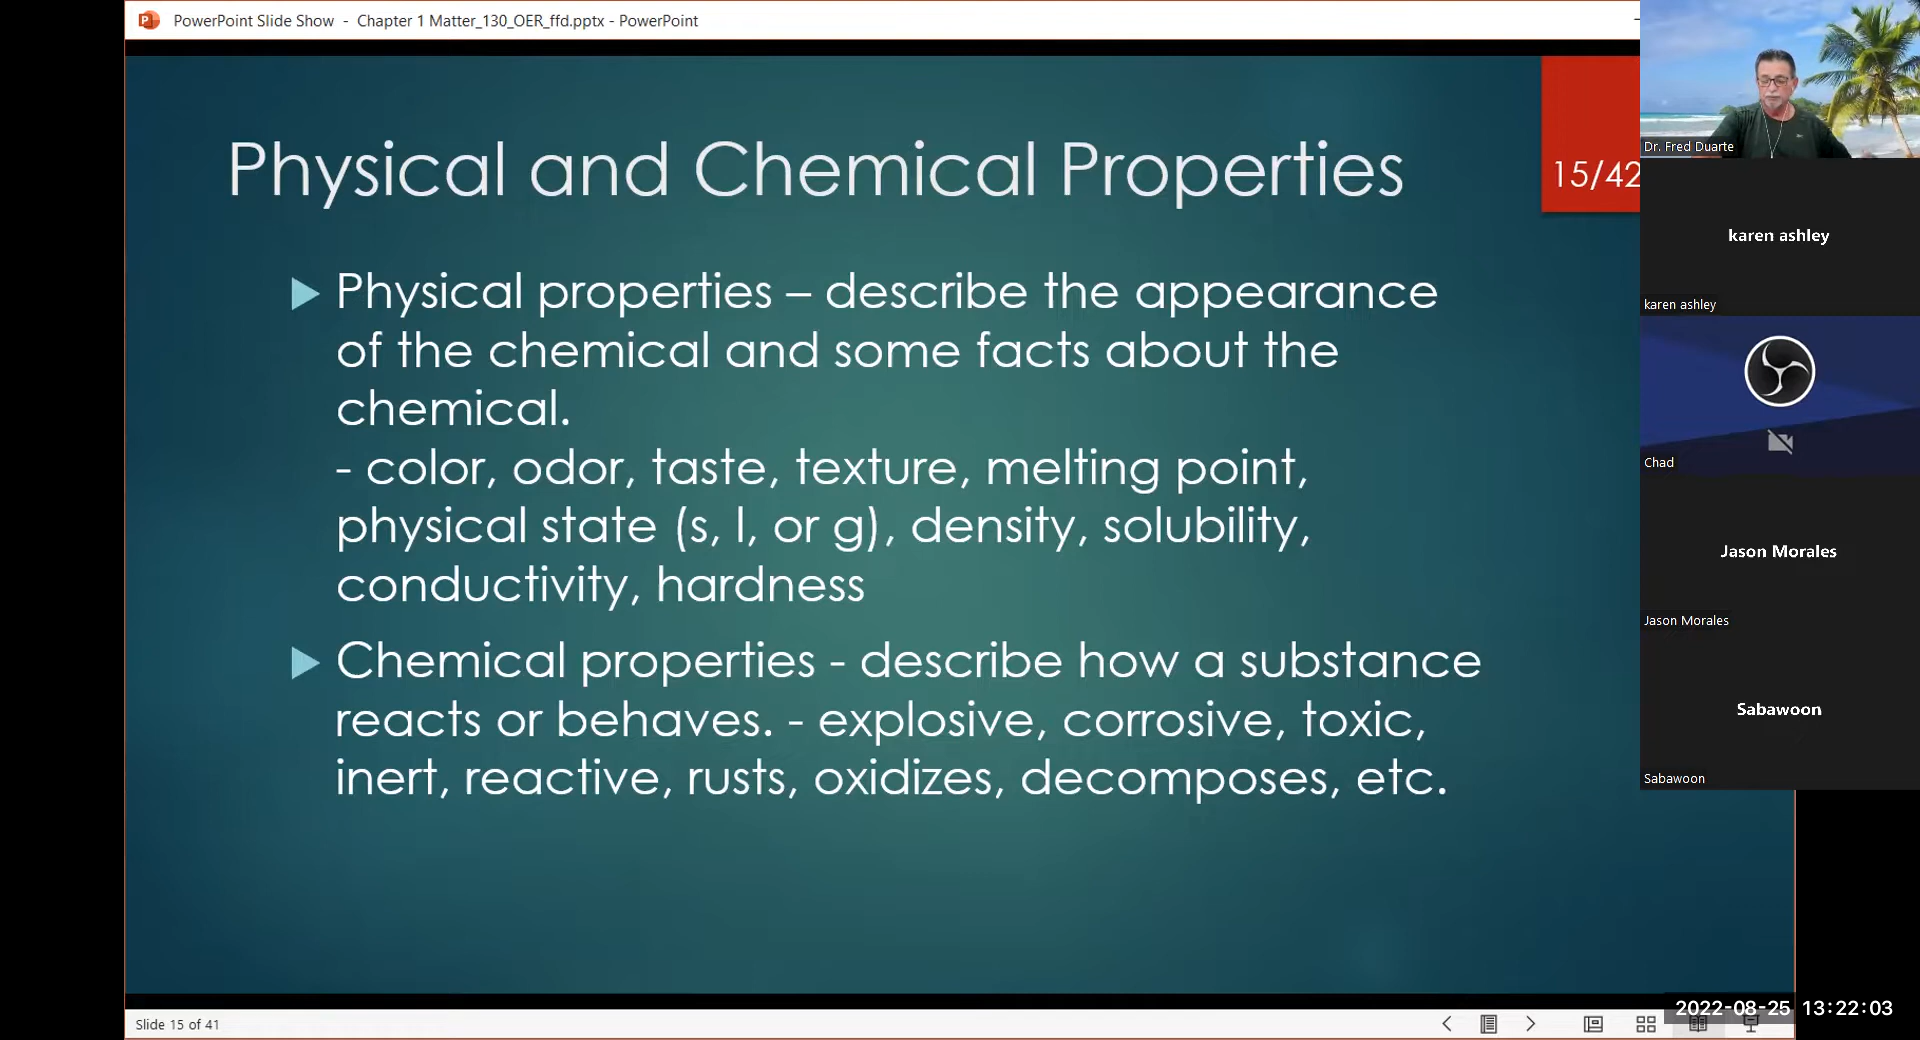 PowerPoint Slide Show - Chapter 1 Matter_130_OER_ffd.pptx - PowerPoint
Physical and Chemical Properties
15/42
Physical properties – describe the appearance
of the chemical and some facts about the
chemical.
- color, odor, taste, texture, melting point,
physical state (s, l, or g), density, solubility,
conductivity, hardness
Chemical properties - describe how a substance
reacts or behaves. - explosive, corrosive, toxic,
inert, reactive, rusts, oxidizes, decomposes, etc.
Dr. Fred Duarte
karen ashley
karen ashley
Chad
Jason Morales
Jason Morales
Sabawoon
Sabawoon
Slide 15 of 41
2022-08-25 13:22:03